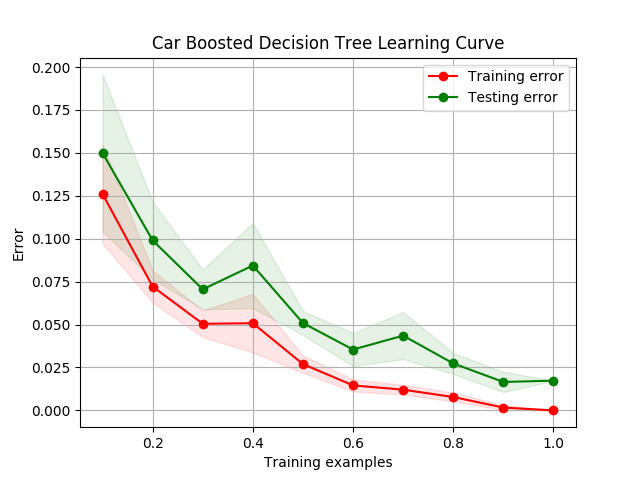 Car Boosted Decision Tree Learning Curve
Training error
Testing error
0.200
0.175
0.150
0.125
0.100
0.075
0.050
0.025
0.000
Error
0.2
0.4
0.6
0.8
1.0
Training examples